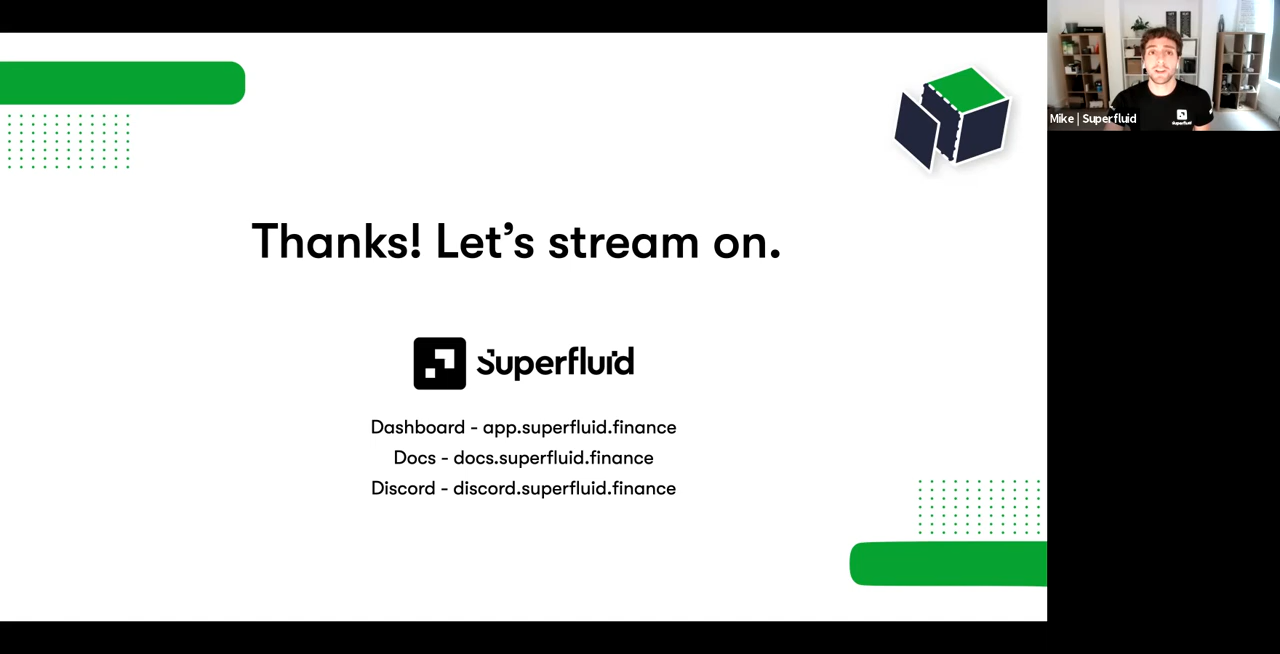 Thanks! Let's stream on.
Superfluid
Dashboard - app.superfluid.finance
Docs - docs.superfluid.finance
Discord - discord.superfluid.finance
Mike | Superfluid
Superfluid